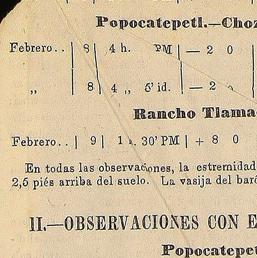 Popocatepetl.—Choz
Febrero.. | 8 | 4 h. PM | — 2 0
„ 8 | 4 „ 5' id. | — 2
Rancho Tlama
Febrero.. | 9 | 1 h. 30' PM | + 8 0
En todas las observaciones, la estremidad
2,5 piés arriba del suelo. La vasija del bar
II.—OBSERVACIONES CON E
Popocatepet